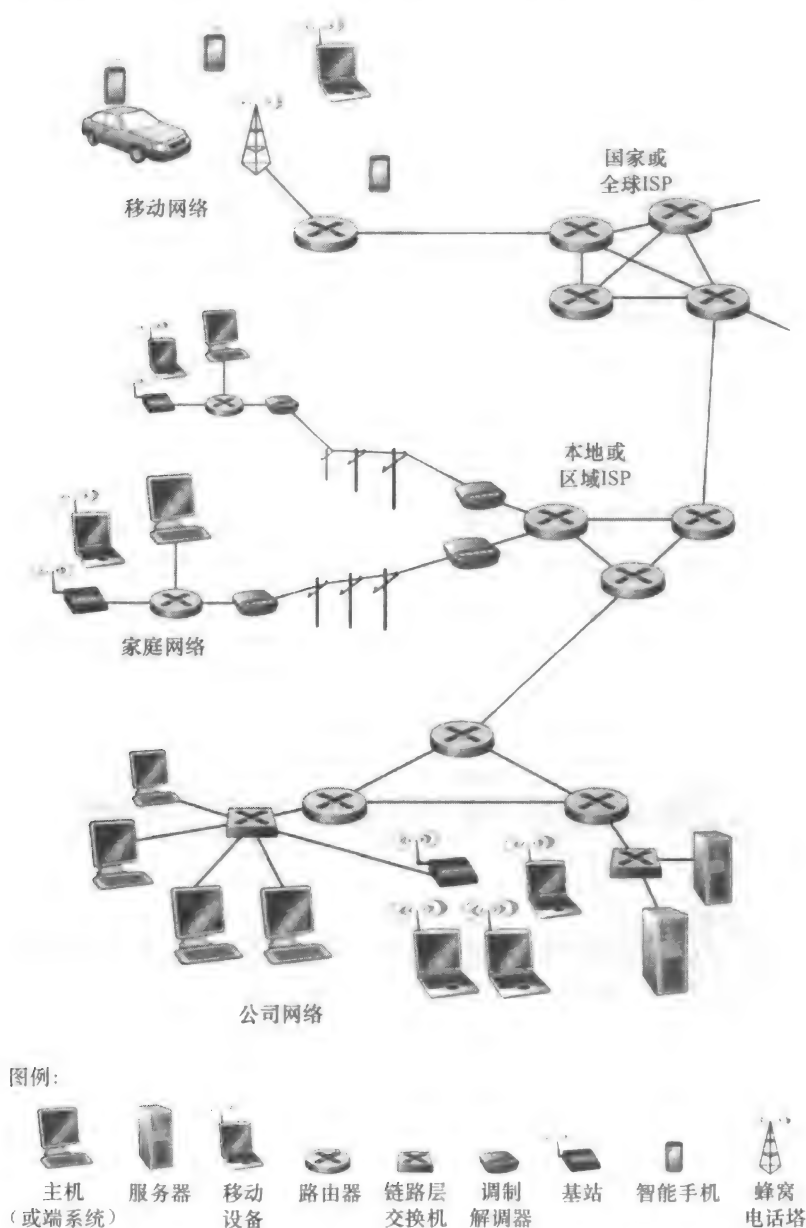 国家或
全球ISP
移动网络
本地或
区域ISP
家庭网络
公司网络
图例:
主机
(或端系统)
服务器
移动
设备
路由器
链路层
交换机
调制
解调器
基站
智能手机
蜂窝
电话塔